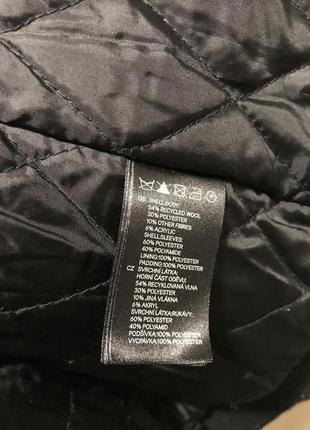 GB SHELL:BODY:
54% RECYCLED WOOL
30% POLYESTER
10% OTHER FIBRES
6% ACRYLIC
SHELL:SLEEVES:
60% POLYESTER
40% POLYAMIDE
LINING:100% POLYESTER
PADDING:100% POLYESTER
CZ SVRCHNÍ LÁTKA:
HORNÍ ČÁST ODĚVU:
54% RECYKLOVANÁ VLNA
30% POLYESTER
10% JINÁ VLÁKNA
6% AKRYL
SVRCHNÍ LÁTKA:RUKÁVY:
60% POLYESTER
40% POLYAMID
PODŠÍVKA:100% POLYESTER
VYCPÁVKA:100% POLYESTER